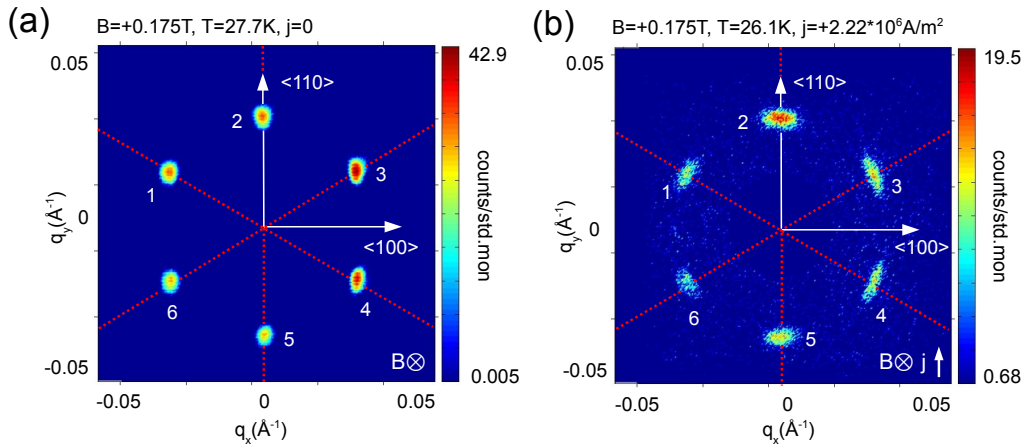 (a)
B=+0.175T, T=27.7K, j=0
0.05
0
-0.05
q_y(Å⁻¹)
<110>
<100>
1
2
3
4
5
6
B⊗
-0.05
0
0.05
q_x(Å⁻¹)
42.9
0.005
counts/std.mon
(b)
B=+0.175T, T=26.1K, j=+2.22*10⁶A/m²
0.05
0
-0.05
q_y(Å⁻¹)
<110>
<100>
1
2
3
4
5
6
B⊗ j↑
-0.05
0
0.05
q_x(Å⁻¹)
19.5
0.68
counts/std.mon